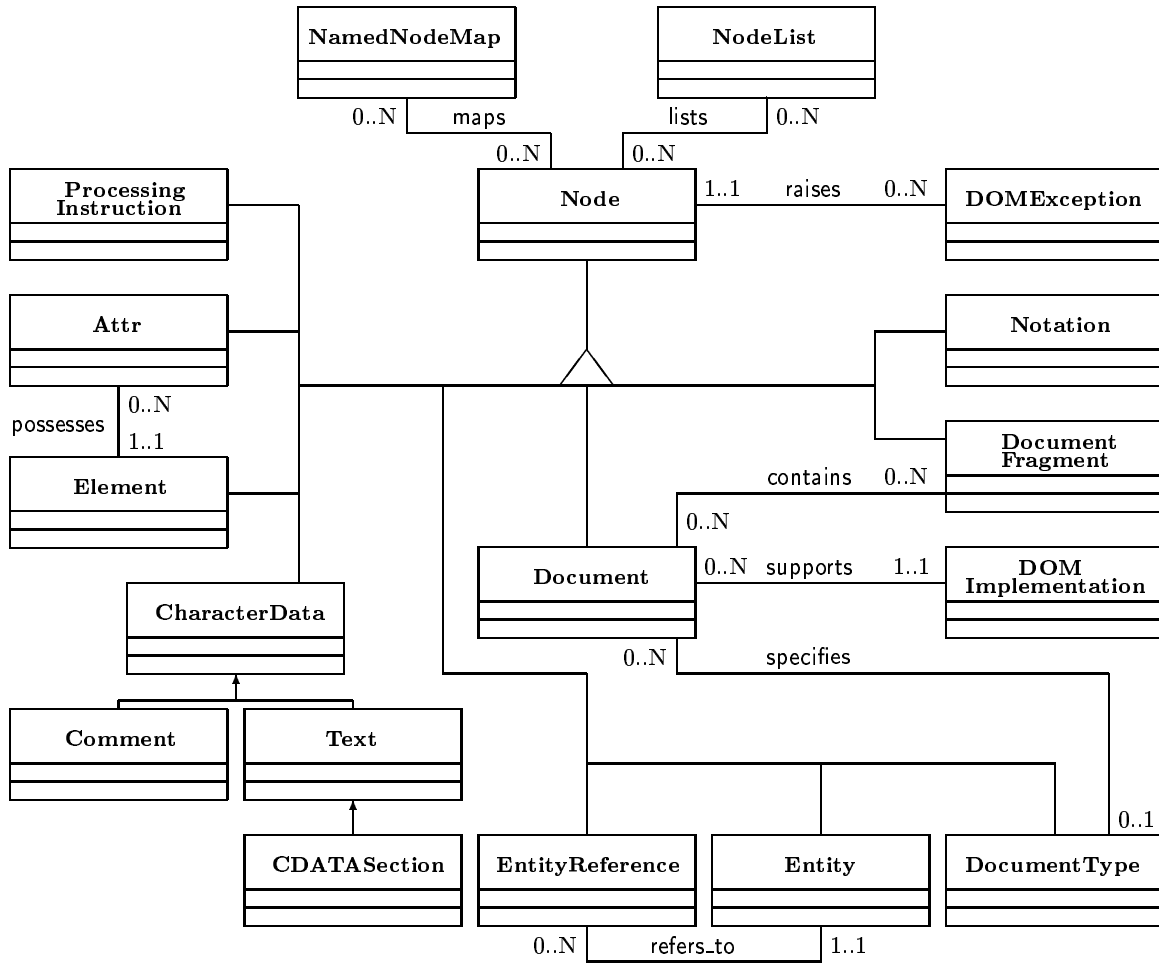 NamedNodeMap
NodeList
0..N
maps
lists
0..N
0..N
0..N
Processing
Instruction
Node
1..1
raises
0..N
DOMException
Attr
Notation
0..N
possesses
1..1
Element
Document
Fragment
contains
0..N
0..N
Document
0..N
supports
1..1
DOM
Implementation
CharacterData
0..N
specifies
Comment
Text
0..1
CDATASection
EntityReference
Entity
DocumentType
0..N
refers_to
1..1